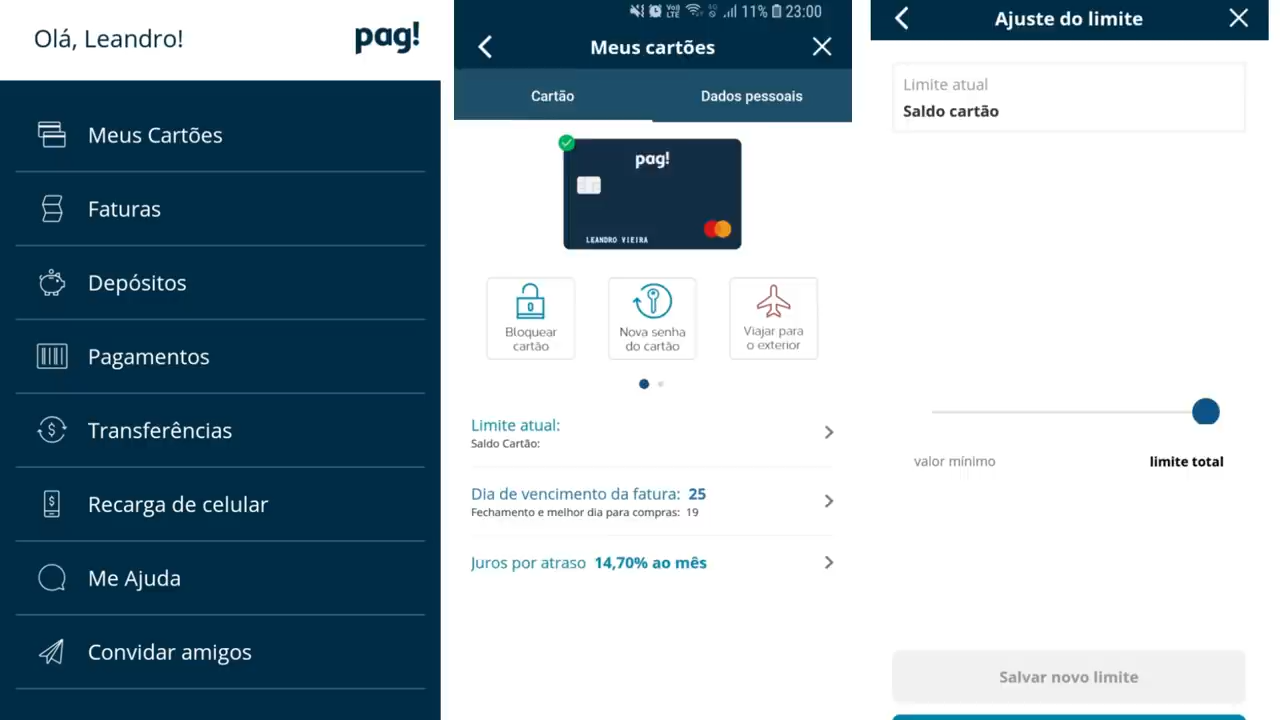 Olá, Leandro!
pag!
Meus Cartões
Faturas
Depósitos
Pagamentos
Transferências
Recarga de celular
Me Ajuda
Convidar amigos
11% 23:00
Meus cartões
Cartão
Dados pessoais
pag!
LEANDRO VIEIRA
Bloquear
cartão
Nova senha
do cartão
Viajar para
o exterior
Limite atual:
Saldo Cartão:
Dia de vencimento da fatura: 25
Fechamento e melhor dia para compras: 19
Juros por atraso 14,70% ao mês
Ajuste do limite
Limite atual
Saldo cartão
valor mínimo
limite total
Salvar novo limite